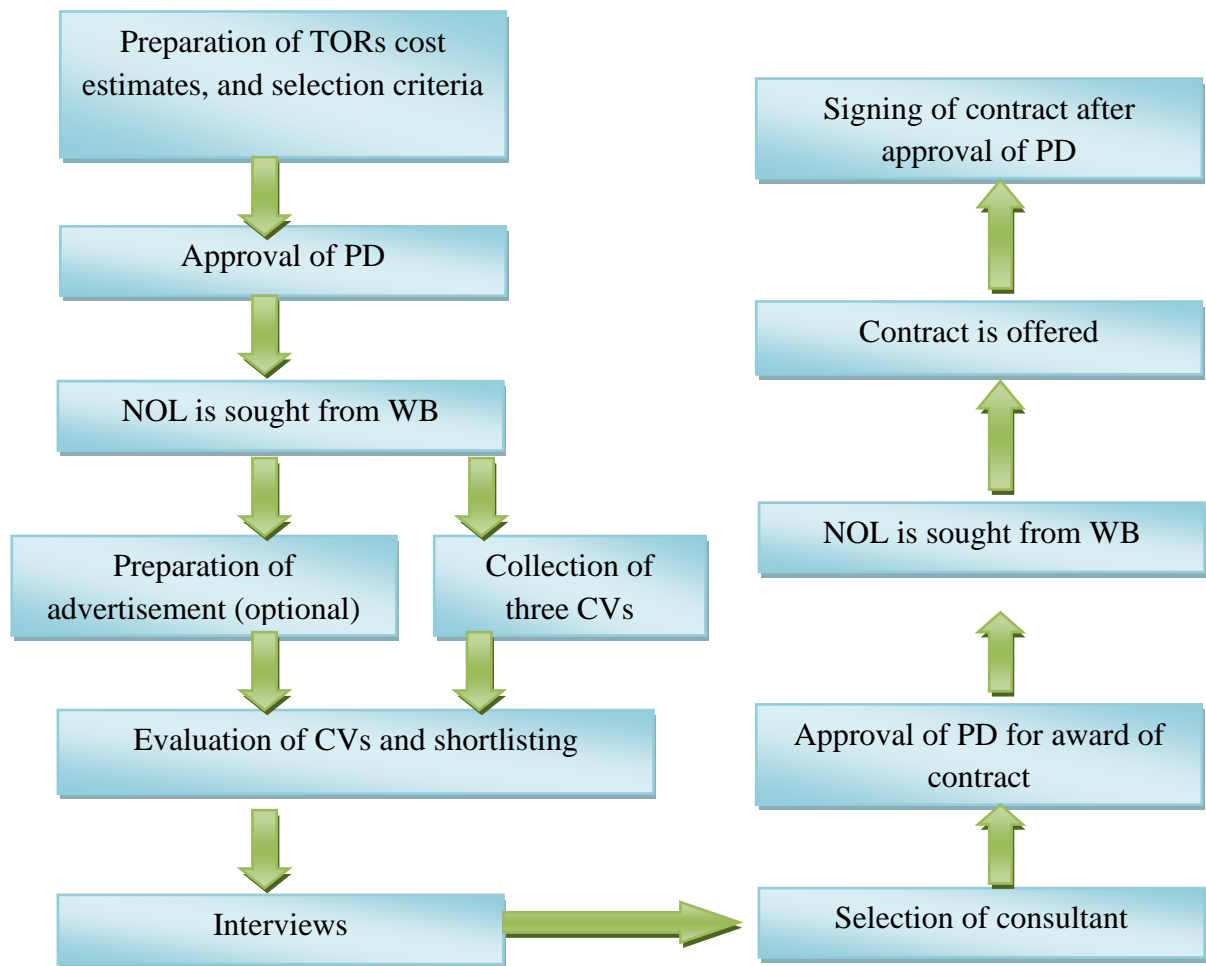 Preparation of TORs cost
estimates, and selection criteria
Approval of PD
NOL is sought from WB
Preparation of
advertisement (optional)
Collection of
three CVs
Evaluation of CVs and shortlisting
Interviews
Selection of consultant
Approval of PD for award of
contract
NOL is sought from WB
Contract is offered
Signing of contract after
approval of PD